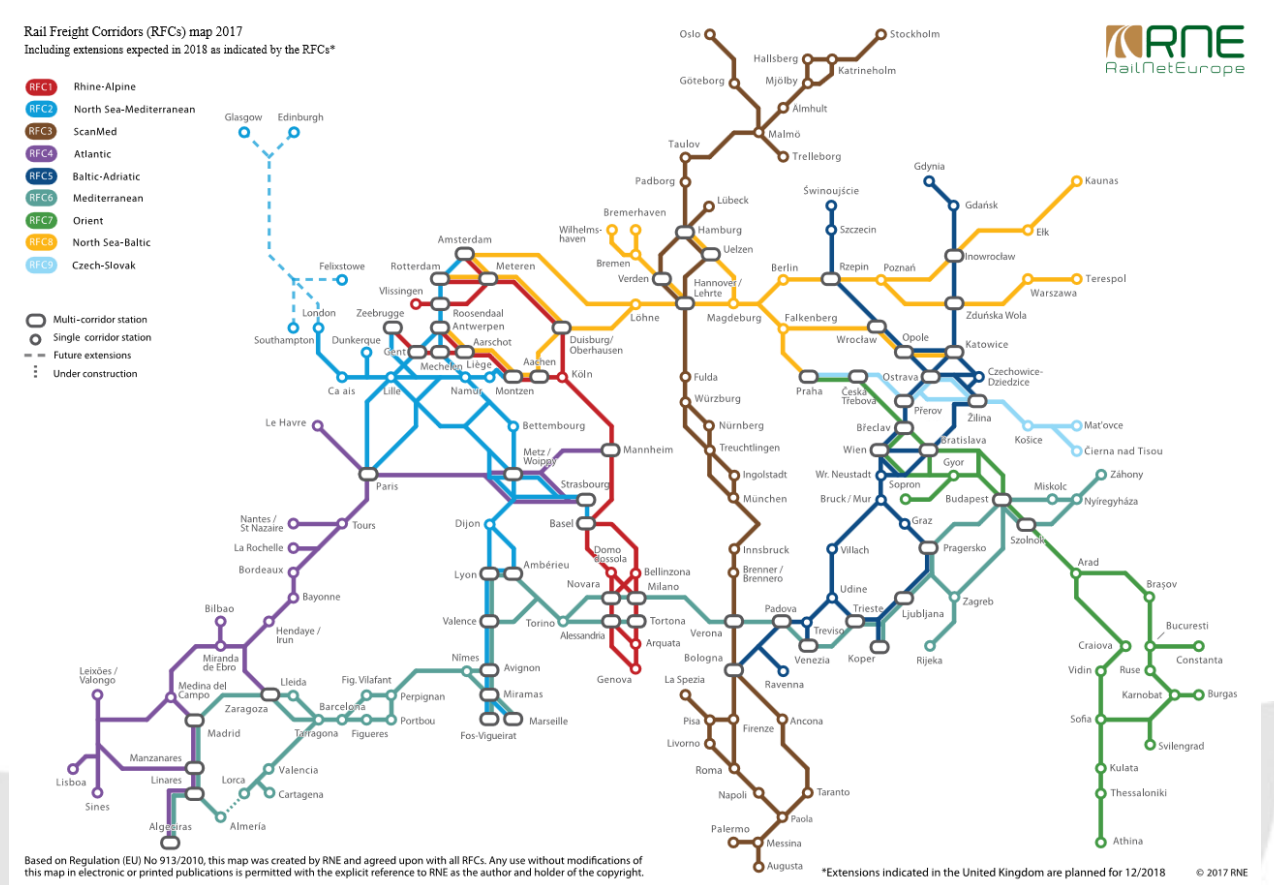 Rail Freight Corridors (RFCs) map 2017
Including extensions expected in 2018 as indicated by the RFCs*
RNE
RailNetEurope
RFC1 Rhine-Alpine
RFC2 North Sea-Mediterranean
RFC3 ScanMed
RFC4 Atlantic
RFC5 Baltic-Adriatic
RFC6 Mediterranean
RFC7 Orient
RFC8 North Sea-Baltic
RFC9 Czech-Slovak
Multi-corridor station
Single corridor station
Future extensions
Under construction
Oslo
Stockholm
Hallsberg
Katrineholm
Göteborg
Mjölby
Almhult
Malmö
Trelleborg
Taulov
Padborg
Lübeck
Hamburg
Uelzen
Glasgow
Edinburgh
Felixstowe
London
Southampton
Dunkerque
Ca ais
Lille
Amsterdam
Rotterdam
Meteren
Vlissingen
Zeebrugge
Roosendaal
Antwerpen
Aarschot
Gent
Mechelen
Liège
Aachen
Namur
Montzen
Duisburg/
Oberhausen
Köln
Bremerhaven
Wilhelms-
haven
Bremen
Verden
Hannover/
Lehrte
Löhne
Magdeburg
Berlin
Falkenberg
Świnoujście
Szczecin
Rzepin
Poznań
Gdynia
Gdańsk
Inowrocław
Kaunas
Ełk
Terespol
Warszawa
Zduńska Wola
Wrocław
Opole
Katowice
Czechowice-
Dziedzice
Ostrava
Praha
Česká
Třebova
Přerov
Žilina
Břeclav
Košice
Mat'ovce
Čierna nad Tisou
Wien
Bratislava
Wr. Neustadt
Gyor
Sopron
Bruck/Mur
Budapest
Miskolc
Záhony
Nyíregyháza
Szolnok
Graz
Villach
Pragersko
Zagreb
Rijeka
Udine
Trieste
Ljubljana
Koper
Padova
Treviso
Venezia
Ravenna
Fulda
Würzburg
Nürnberg
Treuchtlingen
Ingolstadt
München
Innsbruck
Brenner /
Brennero
Verona
Bologna
La Spezia
Pisa
Firenze
Livorno
Roma
Ancona
Napoli
Taranto
Paola
Palermo
Messina
Augusta
Le Havre
Paris
Bettembourg
Metz /
Woippy
Mannheim
Strasbourg
Basel
Dijon
Lyon
Ambérieu
Domo
dossola
Bellinzona
Novara
Milano
Valence
Torino
Alessandria
Tortona
Arquata
Genova
Nîmes
Avignon
Miramas
Fos-Vigueirat
Marseille
Nantes /
St Nazaire
Tours
La Rochelle
Bordeaux
Bayonne
Bilbao
Hendaye /
Irun
Miranda
de Ebro
Leixões /
Valongo
Medina del
Campo
Lleida
Zaragoza
Fig. Vilafant
Perpignan
Barcelona
Portbou
Tarragona
Figueres
Madrid
Manzanares
Linares
Lisboa
Sines
Lorca
Valencia
Cartagena
Algeciras
Almería
Arad
Braşov
Craiova
Bucureşti
Constanta
Vidin
Ruse
Karnobat
Burgas
Sofia
Svilengrad
Kulata
Thessaloniki
Athina
Based on Regulation (EU) No 913/2010, this map was created by RNE and agreed upon with all RFCs. Any use without modifications of
this map in electronic or printed publications is permitted with the explicit reference to RNE as the author and holder of the copyright.
*Extensions indicated in the United Kingdom are planned for 12/2018
© 2017 RNE